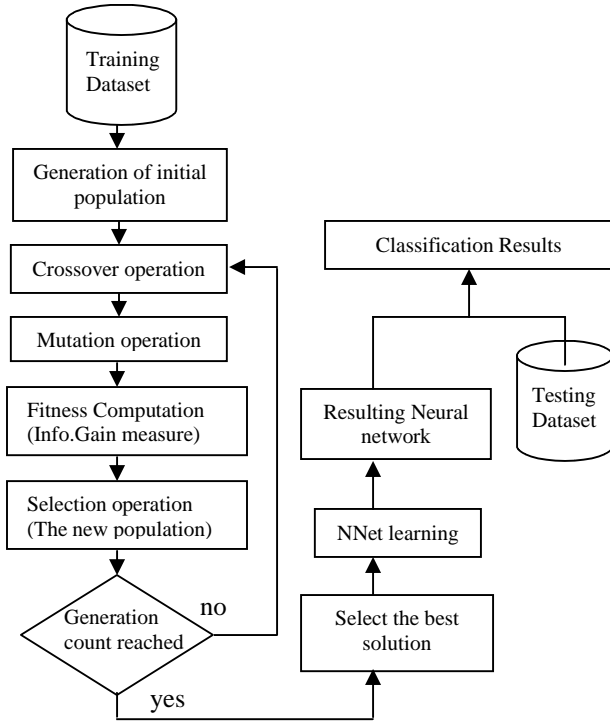 Training
Dataset
Generation of initial
population
Crossover operation
Mutation operation
Fitness Computation
(Info.Gain measure)
Selection operation
(The new population)
Generation
count reached
no
yes
Select the best
solution
NNet learning
Resulting Neural
network
Testing
Dataset
Classification Results